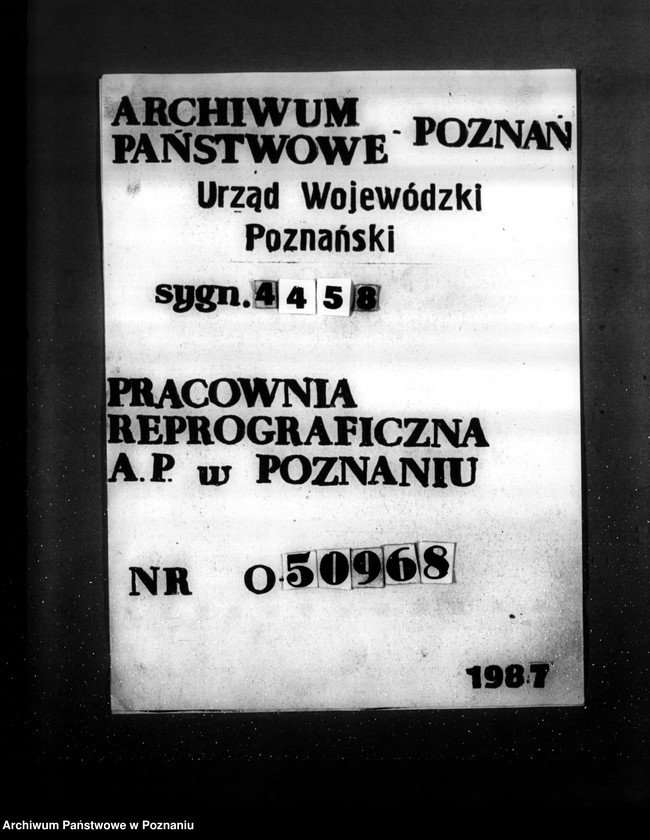 ARCHIWUM
PAŃSTWOWE - POZNAŃ
Urząd Wojewódzki
Poznański
sygn. 4458
PRACOWNIA
REPROGRAFICZNA
A.P. w POZNANIU
NR O-50968
1987
Archiwum Państwowe w Poznaniu